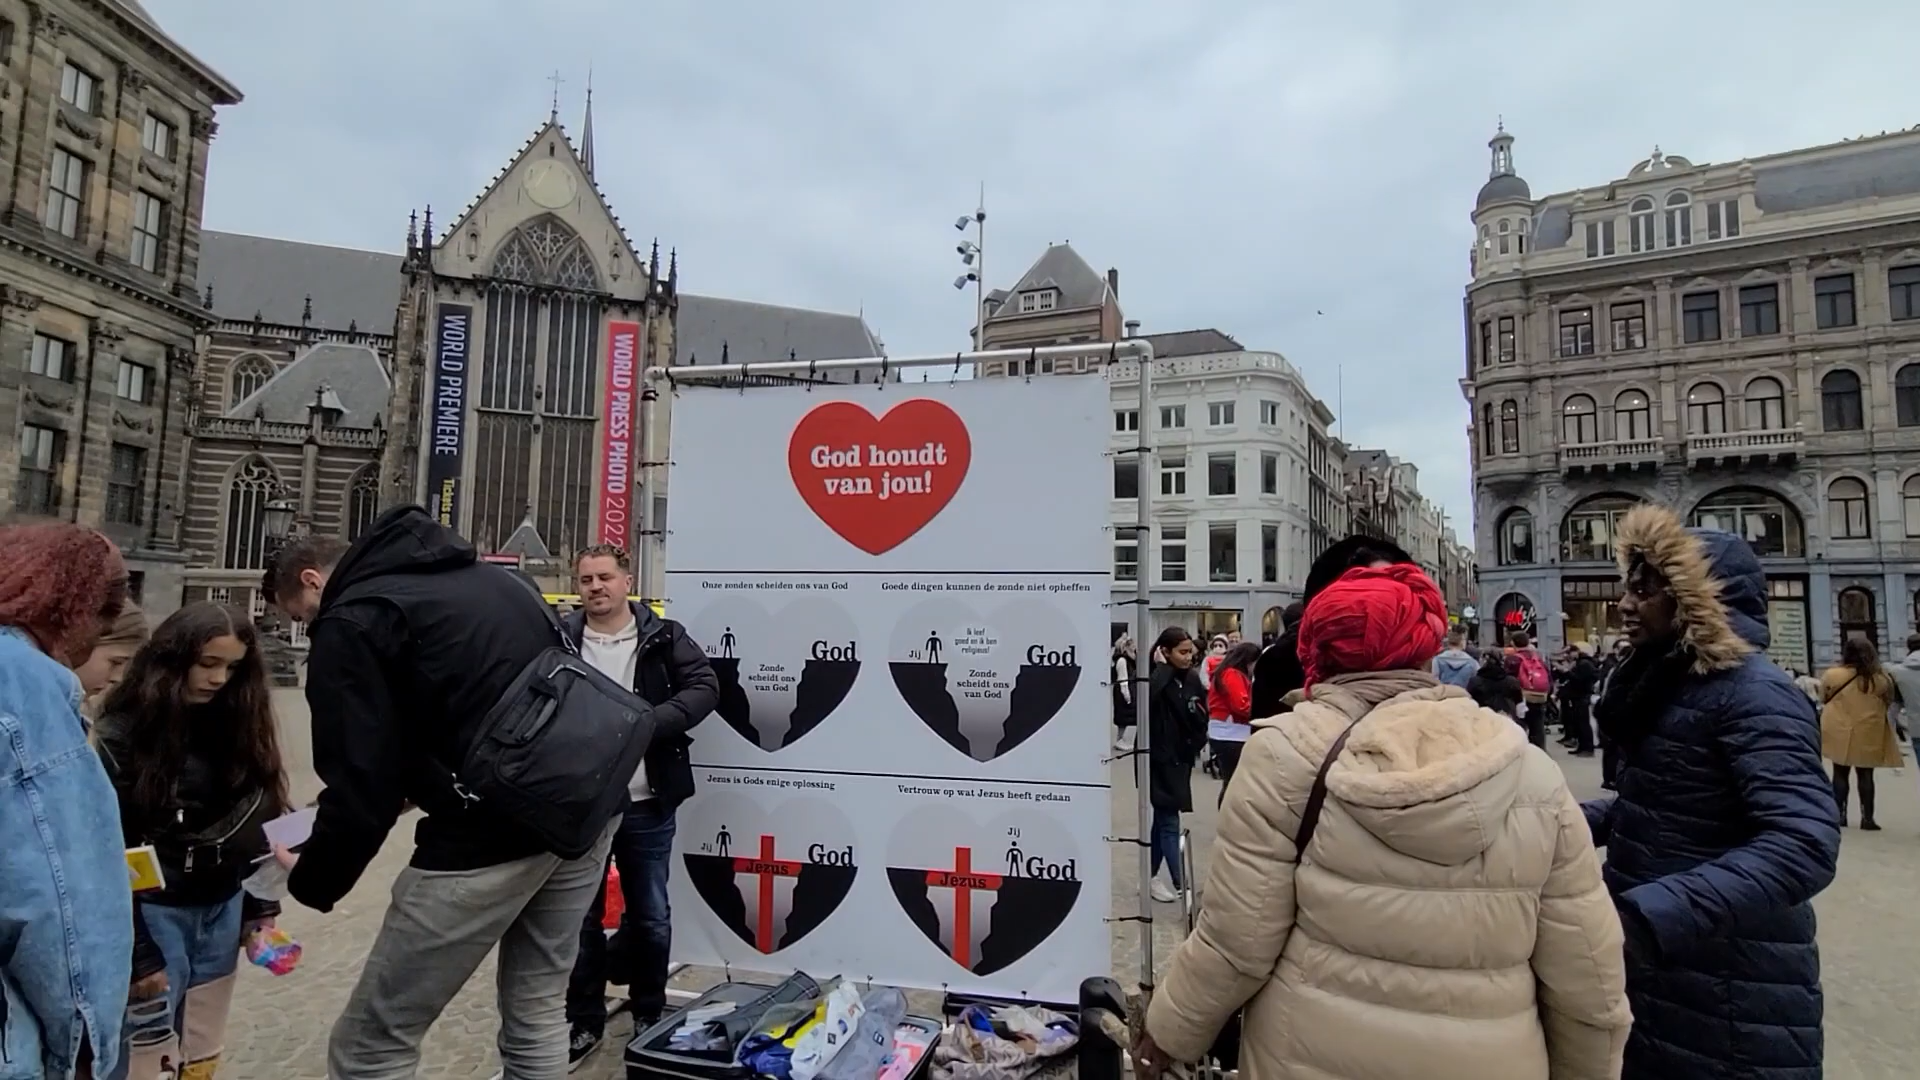 WORLD PREMIERE
WORLD PRESS PHOTO 2022
God houdt
van jou!
Onze zonden scheiden ons van God
Jij
God
Zonde
scheidt ons
van God
Goede dingen kunnen de zonde niet opheffen
Jij
Ik leef
goed en ik ben
religieus!
God
Zonde
scheidt ons
van God
Jezus is Gods enige oplossing
Jij
God
Jezus
Vertrouw op wat Jezus heeft gedaan
Jij
God
Jezus
H&M